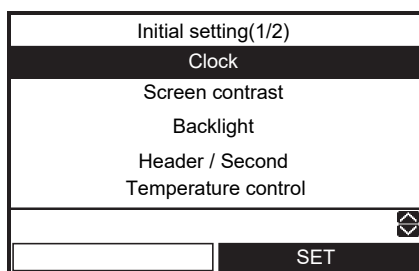 Initial setting(1/2)
Clock
Screen contrast
Backlight
Header / Second
Temperature control
SET